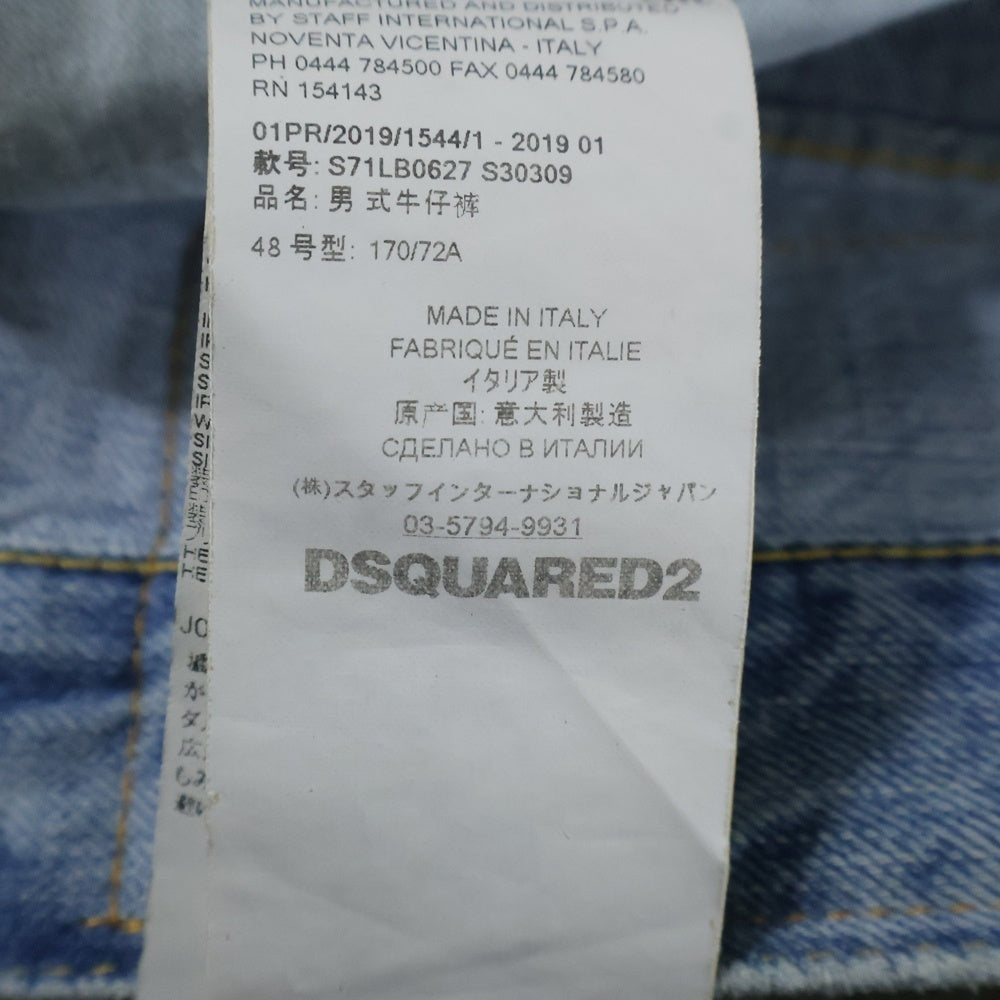 MANUFACTURED AND DISTRIBUTED
BY STAFF INTERNATIONAL S.P.A.
NOVENTA VICENTINA - ITALY
PH 0444 784500 FAX 0444 784580
RN 154143
01PR/2019/1544/1 - 2019 01
款号: S71LB0627 S30309
品名: 男式牛仔裤
48 号型: 170/72A
MADE IN ITALY
FABRIQUÉ EN ITALIE
イタリア製
原产国: 意大利製造
СДЕЛАНО В ИТАЛИИ
(株)スタッフインターナショナルジャパン
03-5794-9931
DSQUARED2